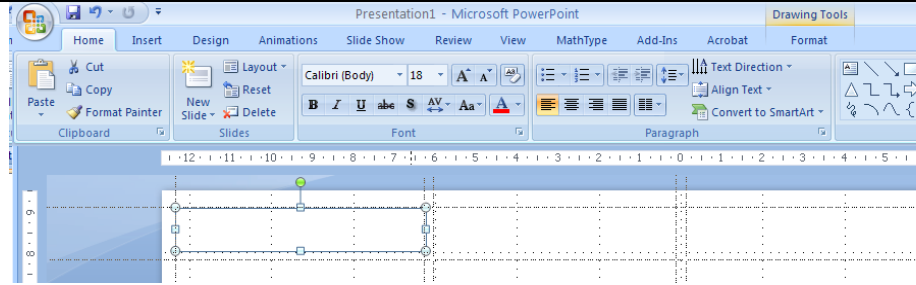 Presentation1 - Microsoft PowerPoint Drawing Tools
Home Insert Design Animations Slide Show Review View MathType Add-Ins Acrobat Format
Cut Layout Calibri (Body) 18 A A Text Direction
Copy Reset Align Text
Paste Format Painter New Slide Delete B I U abc S AV Aa A Convert to SmartArt
Clipboard Slides Font Paragraph
12 11 10 9 8 7 6 5 4 3 2 1 0 1 2 3 4 5
9
8